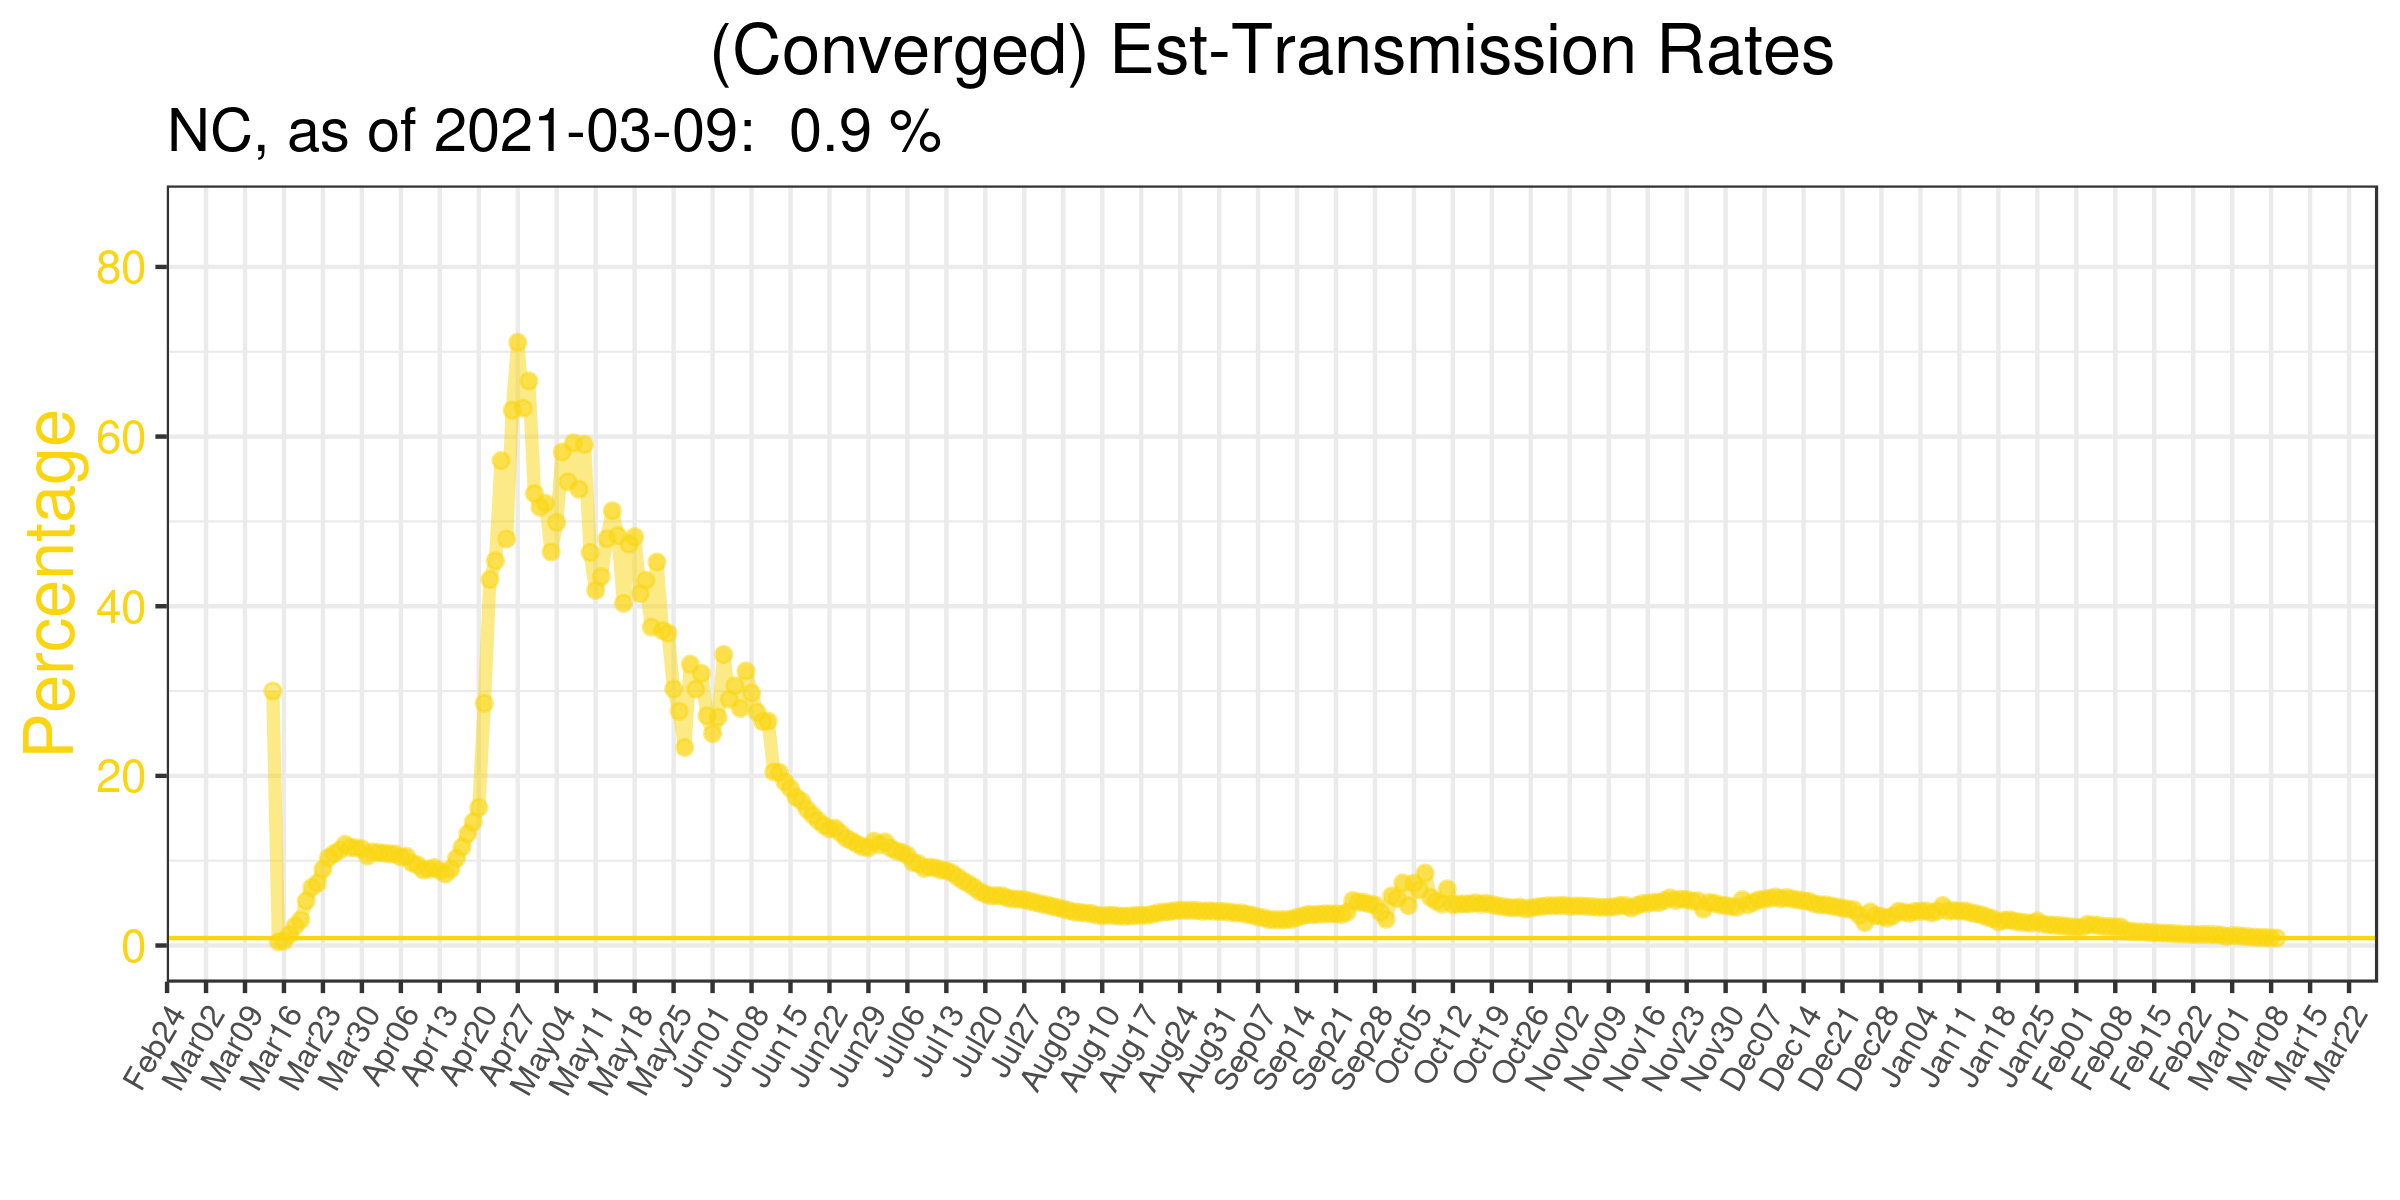 (Converged) Est-Transmission Rates
NC, as of 2021-03-09:  0.9 %
Percentage
80
60
40
20
0
Feb24
Mar02
Mar09
Mar16
Mar23
Mar30
Apr06
Apr13
Apr20
Apr27
May04
May11
May18
May25
Jun01
Jun08
Jun15
Jun22
Jun29
Jul06
Jul13
Jul20
Jul27
Aug03
Aug10
Aug17
Aug24
Aug31
Sep07
Sep14
Sep21
Sep28
Oct05
Oct12
Oct19
Oct26
Nov02
Nov09
Nov16
Nov23
Nov30
Dec07
Dec14
Dec21
Dec28
Jan04
Jan11
Jan18
Jan25
Feb01
Feb08
Feb15
Feb22
Mar01
Mar08
Mar15
Mar22